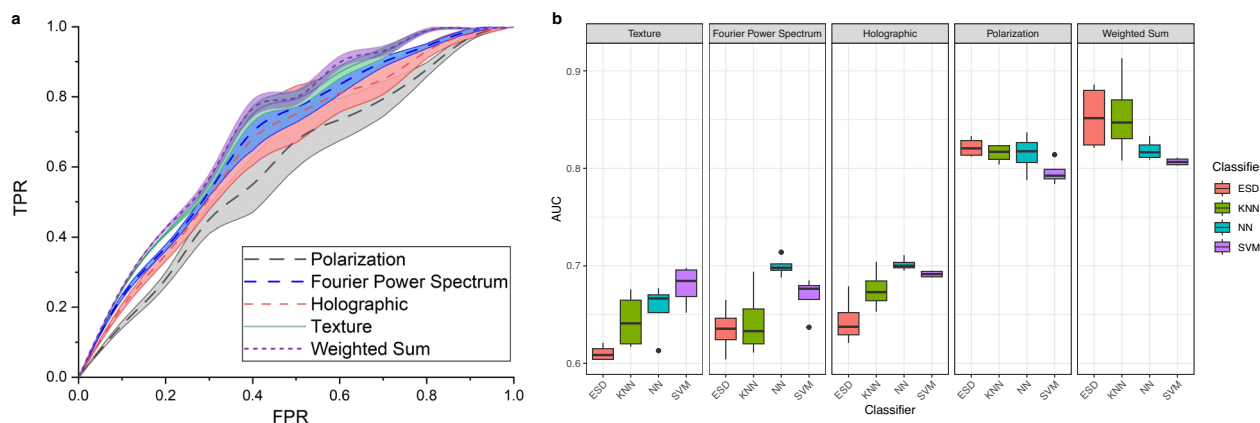 a
1.0
0.8
0.6
0.4
0.2
0.0
TPR
0.0 0.2 0.4 0.6 0.8 1.0
FPR
Polarization
Fourier Power Spectrum
Holographic
Texture
Weighted Sum
b
Texture Fourier Power Spectrum Holographic Polarization Weighted Sum
0.9
0.8
0.7
0.6
AUC
ESD KNN NN SVM ESD KNN NN SVM ESD KNN NN SVM ESD KNN NN SVM ESD KNN NN SVM
Classifier
Classifie
ESD
KNN
NN
SVM